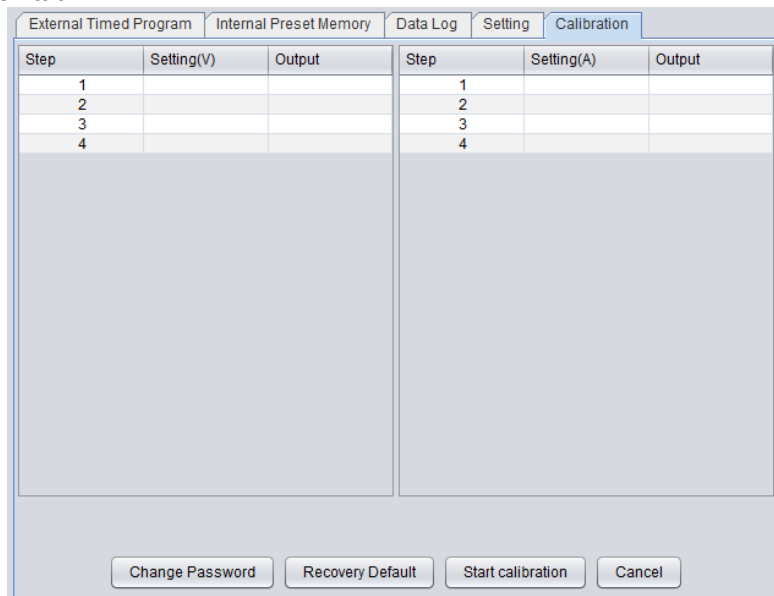 External Timed Program Internal Preset Memory Data Log Setting Calibration
Step Setting(V) Output Step Setting(A) Output
1 1
2 2
3 3
4 4
Change Password Recovery Default Start calibration Cancel